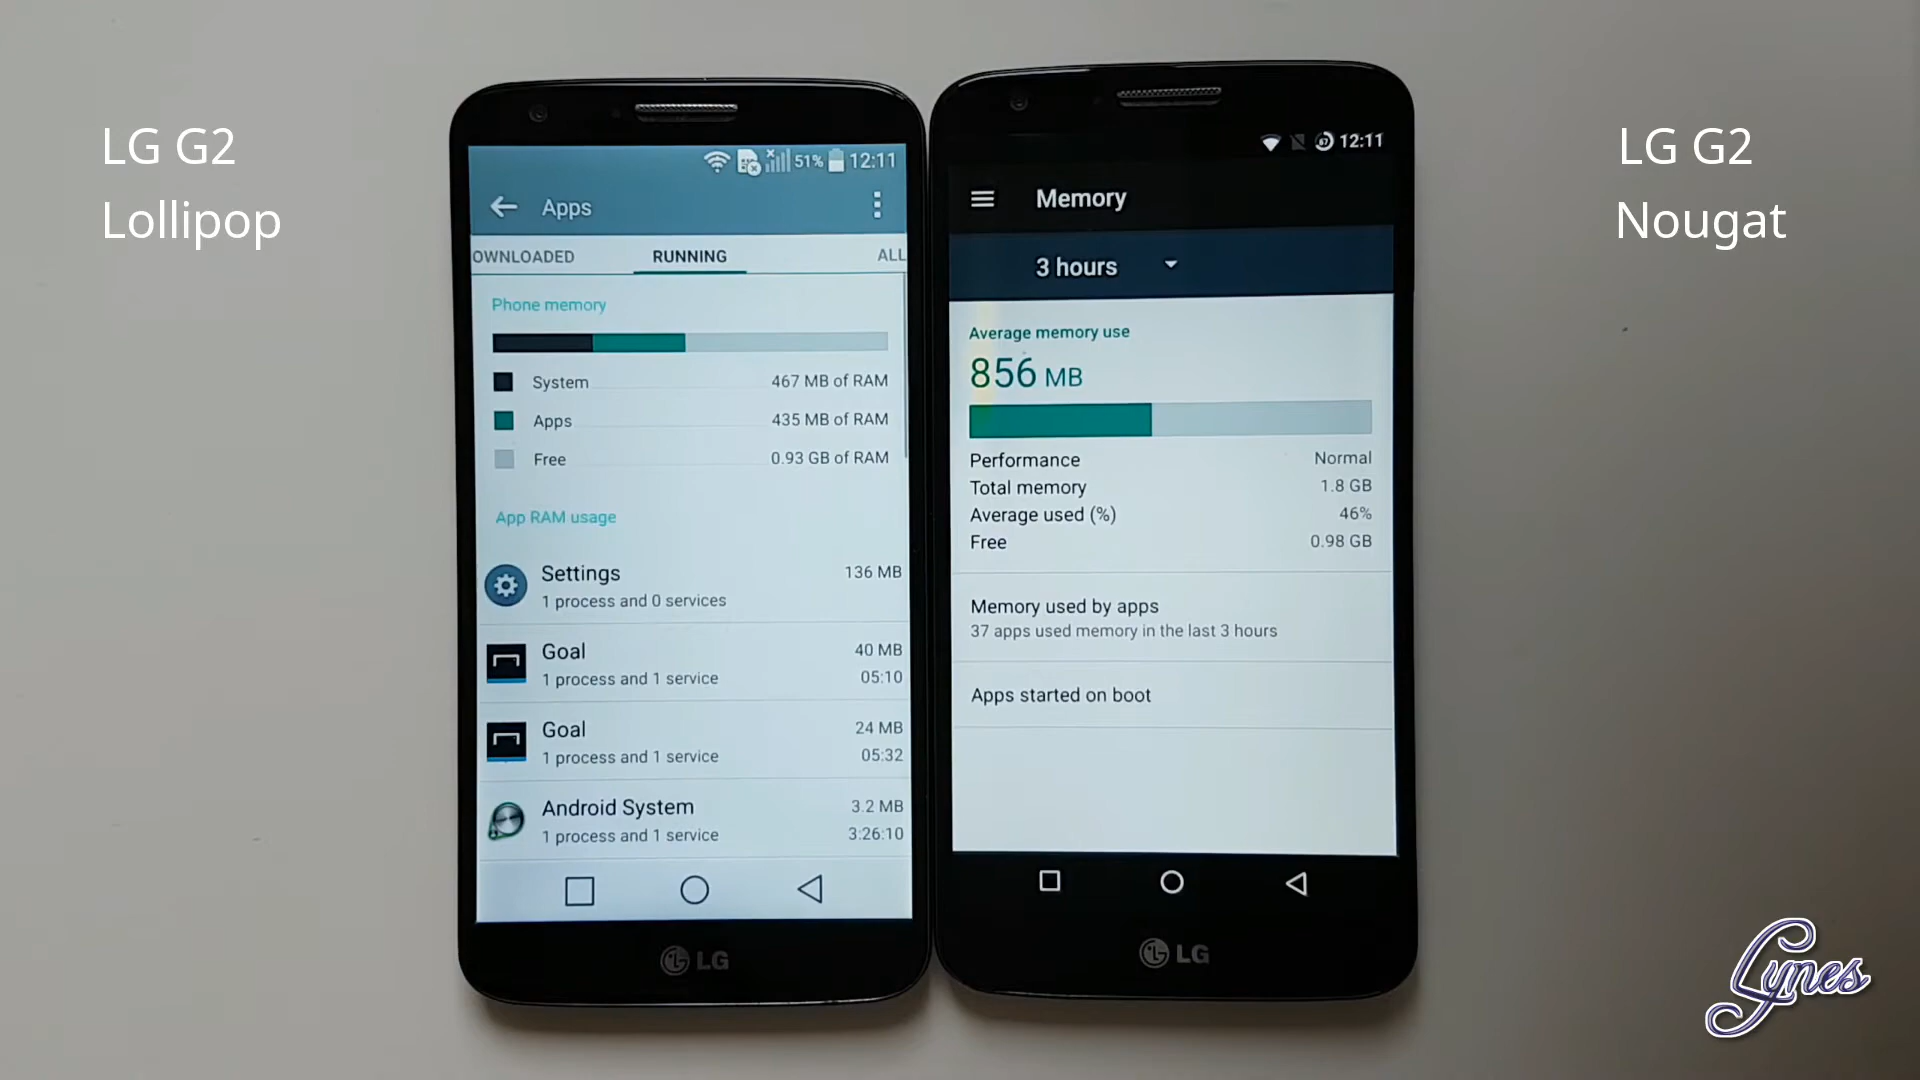 LG G2
Lollipop
51% 12:11
Apps
OWNLOADED RUNNING ALL
Phone memory
System 467 MB of RAM
Apps 435 MB of RAM
Free 0.93 GB of RAM
App RAM usage
Settings 136 MB
1 process and 0 services
Goal 40 MB
1 process and 1 service 05:10
Goal 24 MB
1 process and 1 service 05:32
Android System 3.2 MB
1 process and 1 service 3:26:10
LG
12:11
Memory
3 hours
Average memory use
856 MB
Performance Normal
Total memory 1.8 GB
Average used (%) 46%
Free 0.98 GB
Memory used by apps
37 apps used memory in the last 3 hours
Apps started on boot
LG
LG G2
Nougat
Lynes